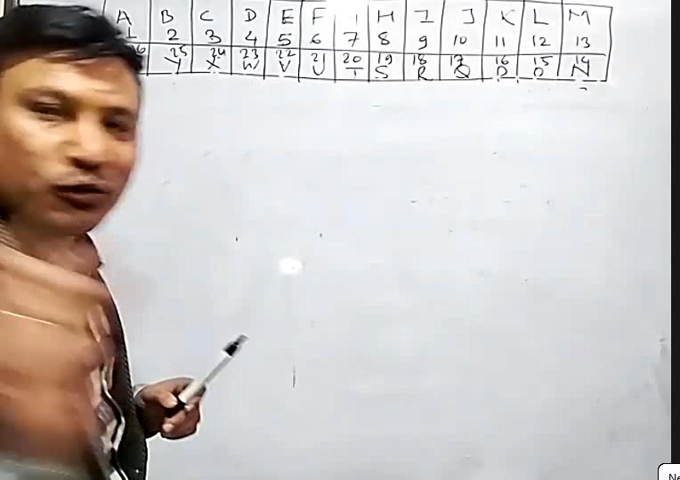 A B C D E F H I J K L M
1 2 3 4 5 6 7 8 9 10 11 12 13
25 24 23 22 21 20 19 18 17 16 15 14
Y X W V U T S R Q P O N
Ne